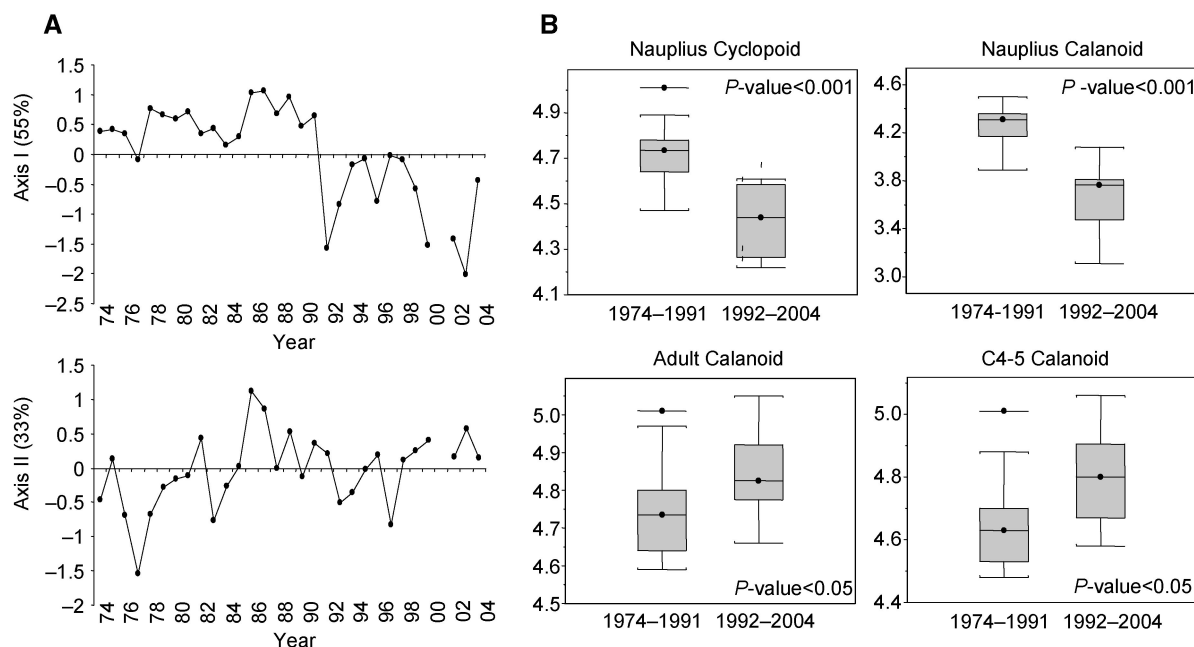 A
Axis I (55%)
1.5
1
0.5
0
–0.5
–1
–1.5
–2
–2.5
74 76 78 80 82 84 86 88 90 92 94 96 98 00 02 04
Year
Axis II (33%)
1.5
1
0.5
0
–0.5
–1
–1.5
–2
74 76 78 80 82 84 86 88 90 92 94 96 98 00 02 04
Year
B
Nauplius Cyclopoid
P-value<0.001
4.9
4.7
4.5
4.3
4.1
1974–1991 1992–2004
Nauplius Calanoid
P -value<0.001
4.6
4.2
3.8
3.4
3.0
1974-1991 1992–2004
Adult Calanoid
5.0
4.9
4.8
4.7
4.6
4.5
P-value<0.05
1974–1991 1992–2004
C4-5 Calanoid
5.0
4.8
4.6
4.4
P-value<0.05
1974–1991 1992–2004